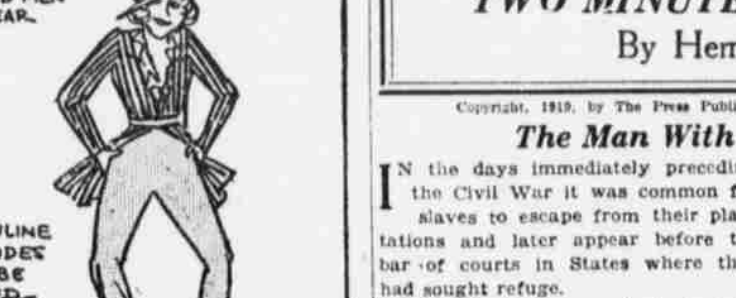 EAR.
ULINE
ODES
BE
TWO MINUTE
By Hen
Copyright, 1919, by The Press Publi
The Man With
IN the days immediately precedi
the Civil War it was common f
slaves to escape from their pla
tations and later appear before t
bar of courts in States where th
had sought refuge.